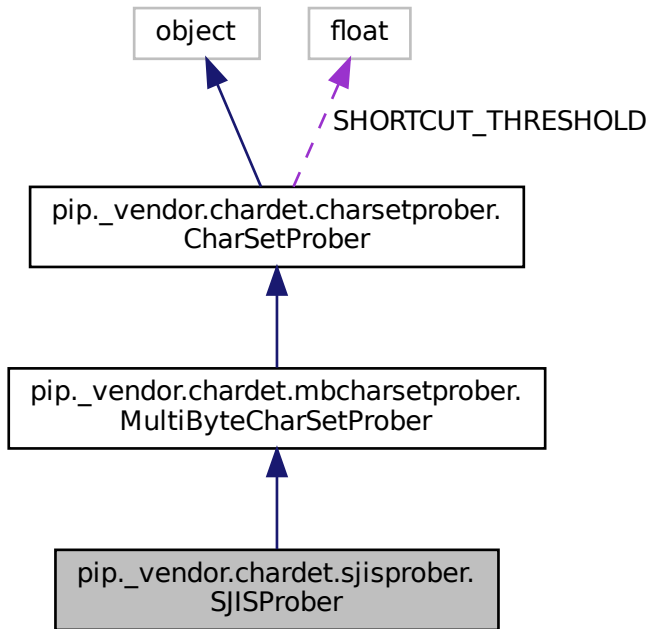 object
float
SHORTCUT_THRESHOLD
pip._vendor.chardet.charsetprober.
CharSetProber
pip._vendor.chardet.mbcharsetprober.
MultiByteCharSetProber
pip._vendor.chardet.sjisprober.
SJISProber